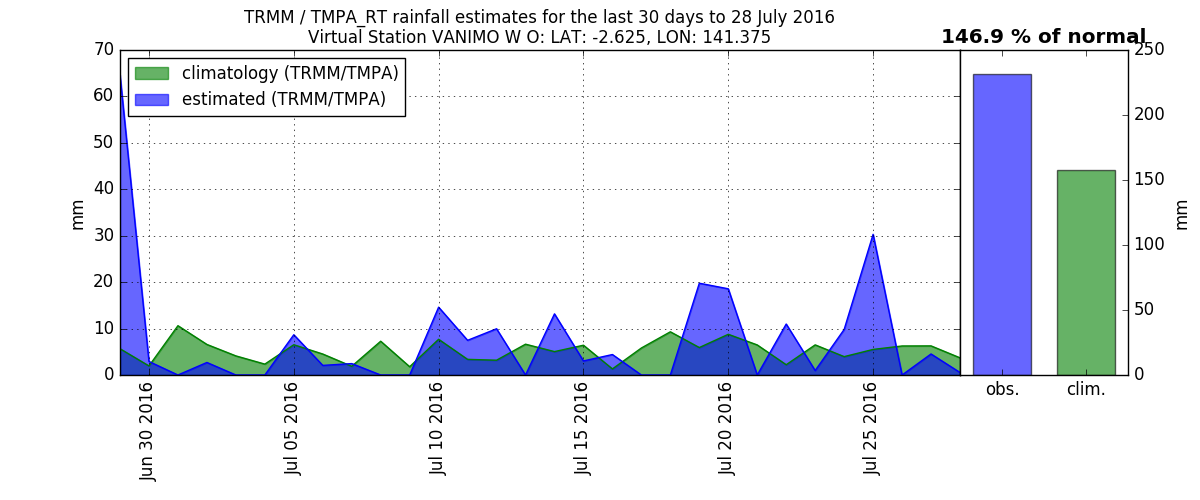 TRMM / TMPA_RT rainfall estimates for the last 30 days to 28 July 2016
Virtual Station VANIMO W O: LAT: -2.625, LON: 141.375
146.9 % of normal
climatology (TRMM/TMPA)
estimated (TRMM/TMPA)
mm
70
60
50
40
30
20
10
0
Jun 30 2016
Jul 05 2016
Jul 10 2016
Jul 15 2016
Jul 20 2016
Jul 25 2016
250
200
150
100
50
0
mm
obs.
clim.